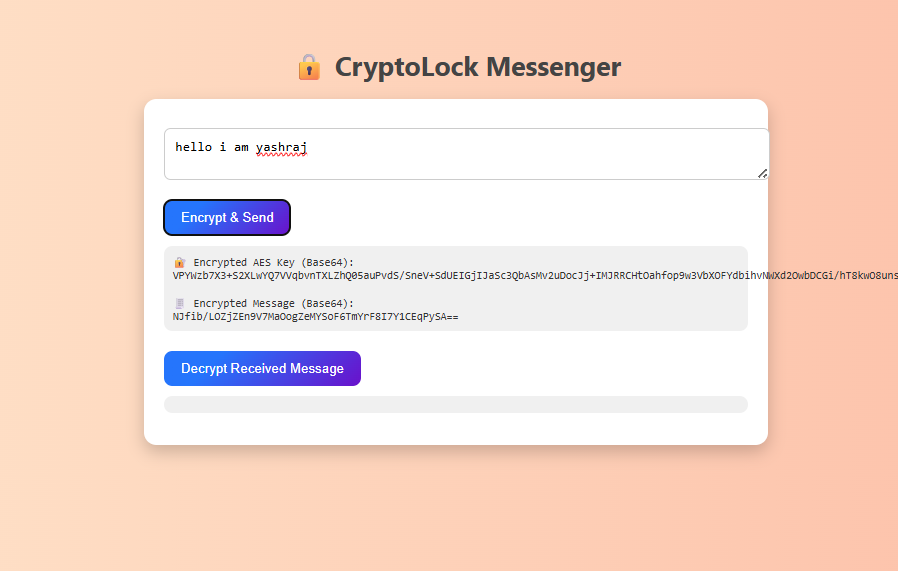 🔒 CryptoLock Messenger
hello i am yashraj
Encrypt & Send
🔐 Encrypted AES Key (Base64):
VPYWzb7X3+S2XLwYQ7VVqbvnTXLZhQ05auPvdS/SneV+SdUEIGjIJaSc3QbAsMv2uDocJj+IMJRRCHtOahfop9w3VbXOFYdbihvNWXd2OwbDCGi/hT8kwO8uns
🧾 Encrypted Message (Base64):
NJfib/LOZjZEn9V7MaOogZeMYSoF6TmYrF8I7Y1CEqPySA==
Decrypt Received Message